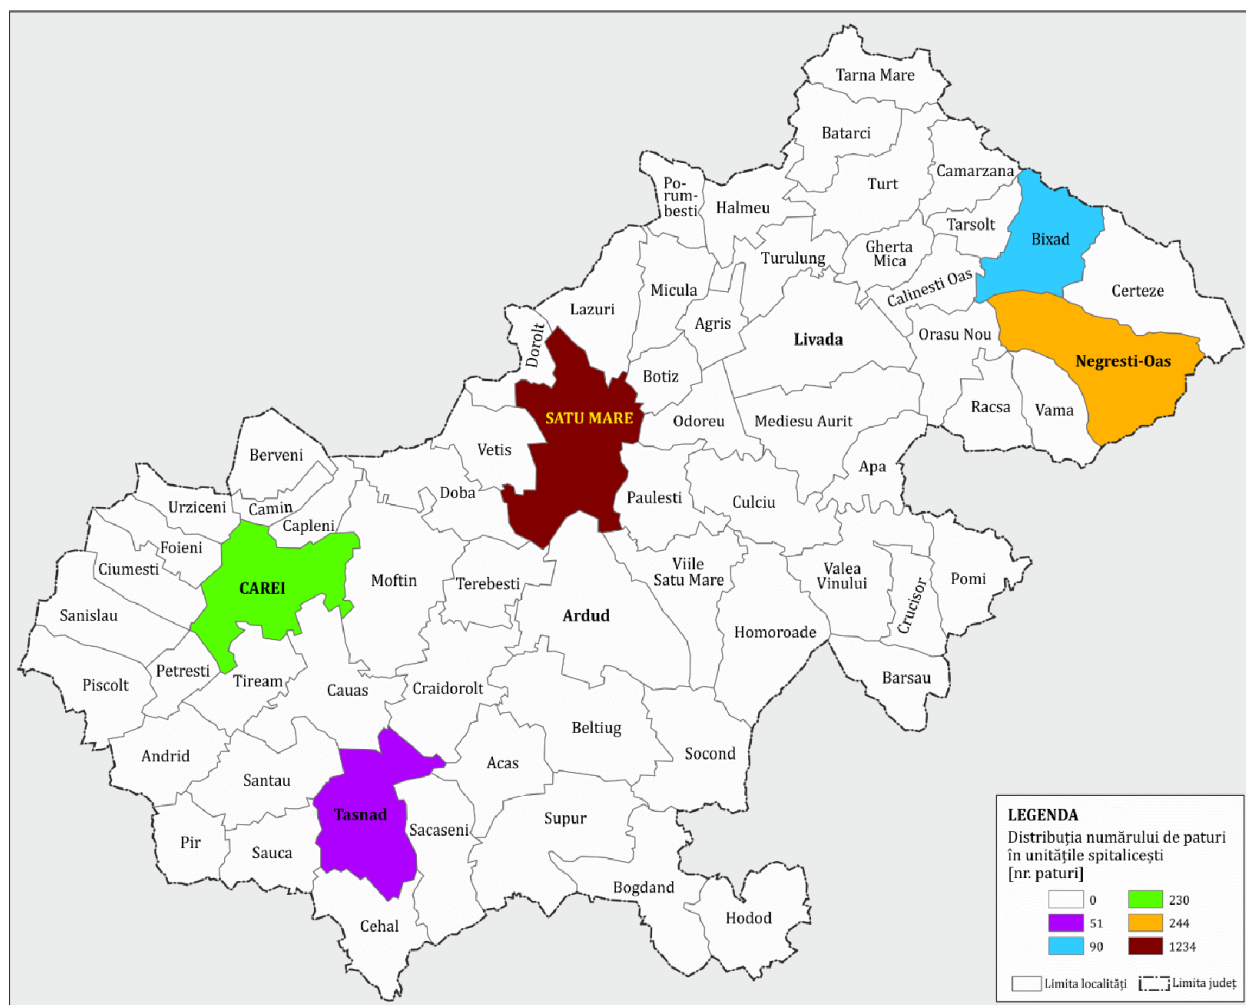 Tarna Mare
Batarci
Camarzana
Turt
Po-
rum-
besti
Halmeu
Tarsolt
Bixad
Gherta
Mica
Turulung
Calinesti Oas
Certeze
Micula
Lazuri
Agris
Dorolt
Livada
Orasu Nou
Negresti-Oas
Botiz
Racsa
Vama
SATU MARE
Odoreu
Mediesu Aurit
Vetis
Berveni
Apa
Doba
Paulesti
Culciu
Urziceni
Camin
Capleni
Foieni
Ciumesti
CAREI
Moftin
Terebesti
Viile
Satu Mare
Valea
Vinului
Crucisor
Pomi
Sanislau
Ardud
Homoroade
Petresti
Tiream
Piscolt
Cauas
Craidorolt
Barsau
Beltiug
Andrid
Socond
Acas
Santau
Tasnad
Sacaseni
Supur
Pir
Sauca
Bogdand
Cehal
Hodod
LEGENDA
Distribuția numărului de paturi
în unitățile spitalicești
[nr. paturi]
0 230
51 244
90 1234
Limita localități Limita județ